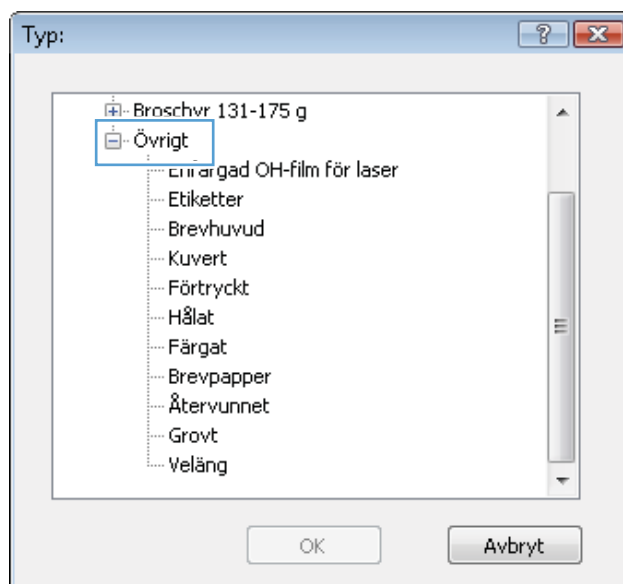 Typ:
Broschyr 131-175 g
Övrigt
Enfärgad OH-film för laser
Etiketter
Brevhuvud
Kuvert
Förtryckt
Hålat
Färgat
Brevpapper
Återvunnet
Grovt
Veläng
OK
Avbryt